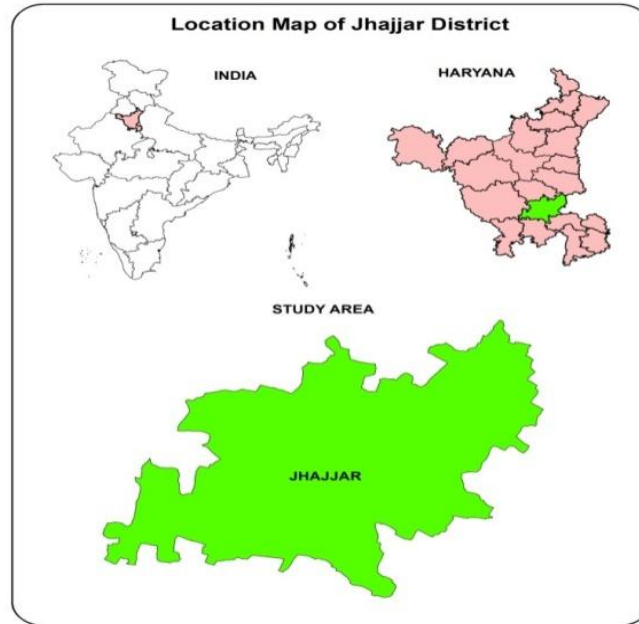 Location Map of Jhajjar District
INDIA
HARYANA
STUDY AREA
JHAJJAR